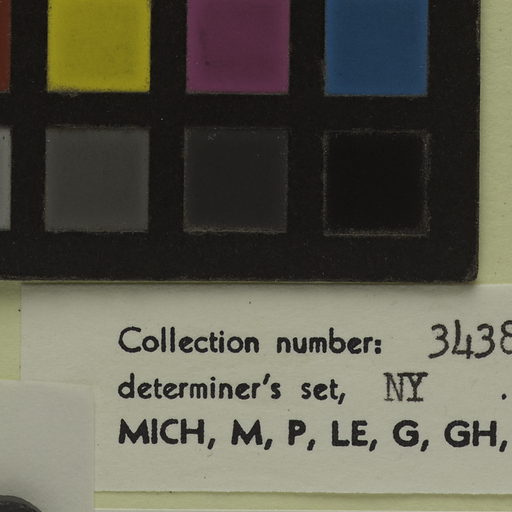 Collection number: 3438
determiner's set, NY .
MICH, M, P, LE, G, GH,